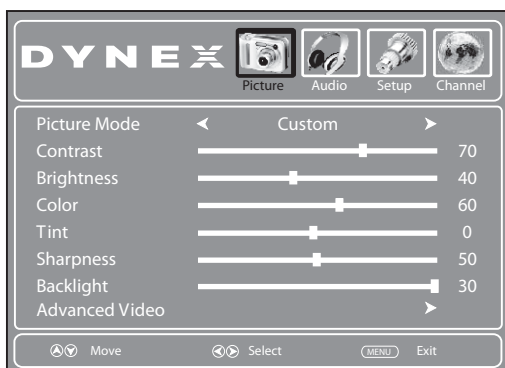 DYNEX
Picture Audio Setup Channel
Picture Mode Custom
Contrast 70
Brightness 40
Color 60
Tint 0
Sharpness 50
Backlight 30
Advanced Video
Move Select MENU Exit